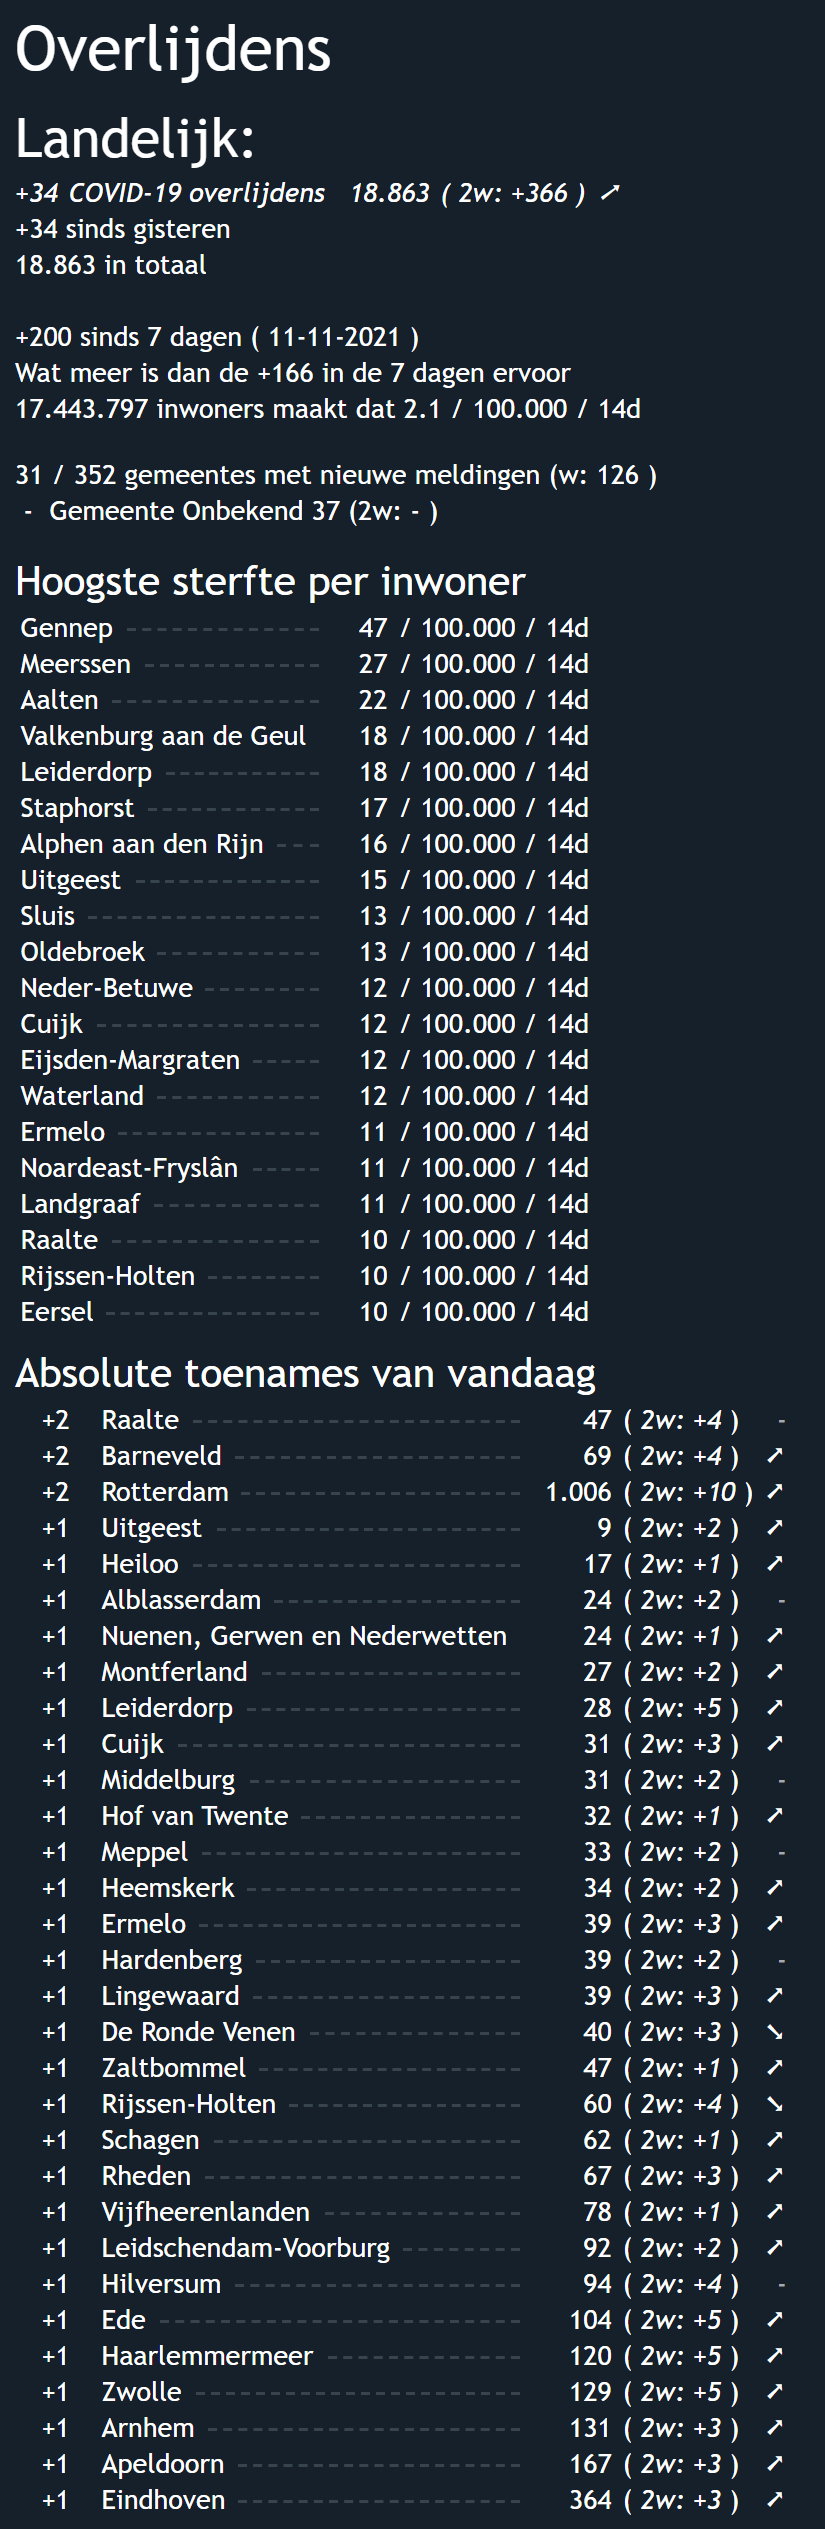 Overlijdens
Landelijk:
+34 COVID-19 overlijdens 18.863 ( 2w: +366 ) ➚
+34 sinds gisteren
18.863 in totaal
+200 sinds 7 dagen ( 11-11-2021 )
Wat meer is dan de +166 in de 7 dagen ervoor
17.443.797 inwoners maakt dat 2.1 / 100.000 / 14d
31 / 352 gemeentes met nieuwe meldingen (w: 126 )
- Gemeente Onbekend 37 (2w: - )
Hoogste sterfte per inwoner
Gennep 47 / 100.000 / 14d
Meerssen 27 / 100.000 / 14d
Aalten 22 / 100.000 / 14d
Valkenburg aan de Geul 18 / 100.000 / 14d
Leiderdorp 18 / 100.000 / 14d
Staphorst 17 / 100.000 / 14d
Alphen aan den Rijn 16 / 100.000 / 14d
Uitgeest 15 / 100.000 / 14d
Sluis 13 / 100.000 / 14d
Oldebroek 13 / 100.000 / 14d
Neder-Betuwe 12 / 100.000 / 14d
Cuijk 12 / 100.000 / 14d
Eijsden-Margraten 12 / 100.000 / 14d
Waterland 12 / 100.000 / 14d
Ermelo 11 / 100.000 / 14d
Noardeast-Fryslân 11 / 100.000 / 14d
Landgraaf 11 / 100.000 / 14d
Raalte 10 / 100.000 / 14d
Rijssen-Holten 10 / 100.000 / 14d
Eersel 10 / 100.000 / 14d
Absolute toenames van vandaag
+2 Raalte 47 ( 2w: +4 ) -
+2 Barneveld 69 ( 2w: +4 ) ➚
+2 Rotterdam 1.006 ( 2w: +10 ) ➚
+1 Uitgeest 9 ( 2w: +2 ) ➚
+1 Heiloo 17 ( 2w: +1 ) ➚
+1 Alblasserdam 24 ( 2w: +2 ) -
+1 Nuenen, Gerwen en Nederwetten 24 ( 2w: +1 ) ➚
+1 Montferland 27 ( 2w: +2 ) ➚
+1 Leiderdorp 28 ( 2w: +5 ) ➚
+1 Cuijk 31 ( 2w: +3 ) ➚
+1 Middelburg 31 ( 2w: +2 ) -
+1 Hof van Twente 32 ( 2w: +1 ) ➚
+1 Meppel 33 ( 2w: +2 ) -
+1 Heemskerk 34 ( 2w: +2 ) ➚
+1 Ermelo 39 ( 2w: +3 ) ➚
+1 Hardenberg 39 ( 2w: +2 ) -
+1 Lingewaard 39 ( 2w: +3 ) ➚
+1 De Ronde Venen 40 ( 2w: +3 ) ➘
+1 Zaltbommel 47 ( 2w: +1 ) ➚
+1 Rijssen-Holten 60 ( 2w: +4 ) ➘
+1 Schagen 62 ( 2w: +1 ) ➚
+1 Rheden 67 ( 2w: +3 ) ➚
+1 Vijfheerenlanden 78 ( 2w: +1 ) ➚
+1 Leidschendam-Voorburg 92 ( 2w: +2 ) ➚
+1 Hilversum 94 ( 2w: +4 ) -
+1 Ede 104 ( 2w: +5 ) ➚
+1 Haarlemmermeer 120 ( 2w: +5 ) ➚
+1 Zwolle 129 ( 2w: +5 ) ➚
+1 Arnhem 131 ( 2w: +3 ) ➚
+1 Apeldoorn 167 ( 2w: +3 ) ➚
+1 Eindhoven 364 ( 2w: +3 ) ➚